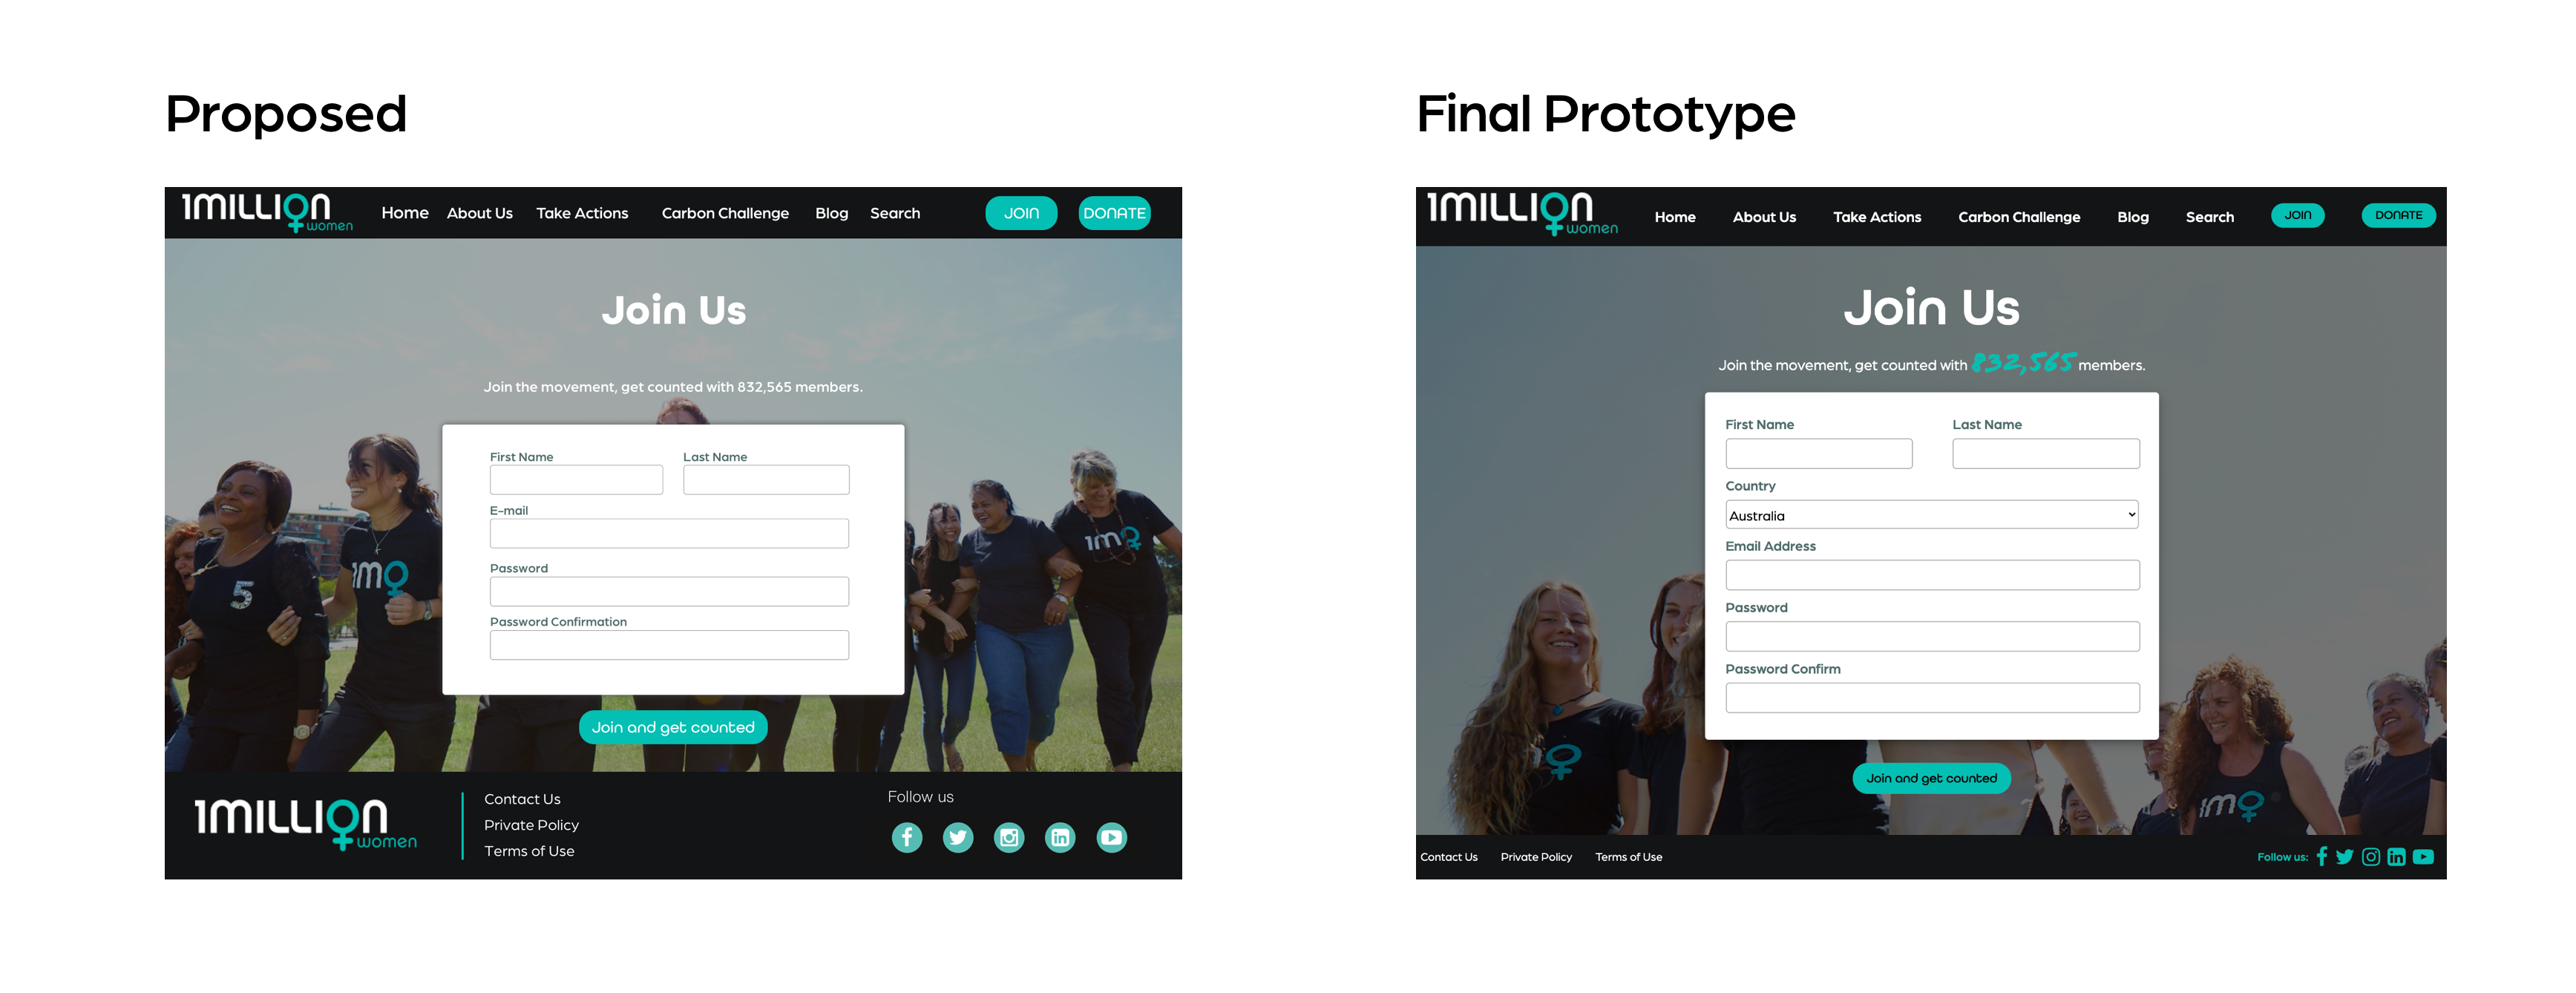 Proposed
1MILLION
women
Home About Us Take Actions Carbon Challenge Blog Search JOIN DONATE
Join Us
Join the movement, get counted with 832,565 members.
First Name Last Name
E-mail
Password
Password Confirmation
Join and get counted
5
1m
1m
1MILLION
women
Contact Us
Private Policy
Terms of Use
Follow us
Final Prototype
1MILLION
women
Home About Us Take Actions Carbon Challenge Blog Search JOIN DONATE
Join Us
Join the movement, get counted with 832,565 members.
First Name Last Name
Country
Australia
Email Address
Password
Password Confirm
Join and get counted
1m
Contact Us Private Policy Terms of Use Follow us: